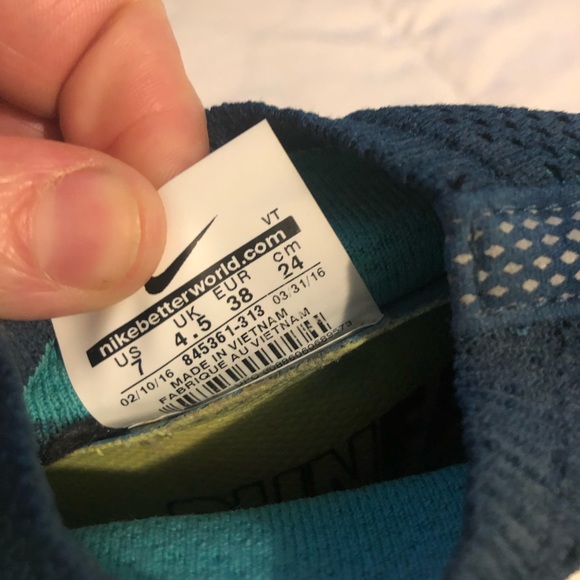 VT
nikebetterworld.com
US UK EUR cm
7 4.5 38 24
02/10/16 845361-313 03/31/16
MADE IN VIETNAM
FABRIQUE AU VIETNAM